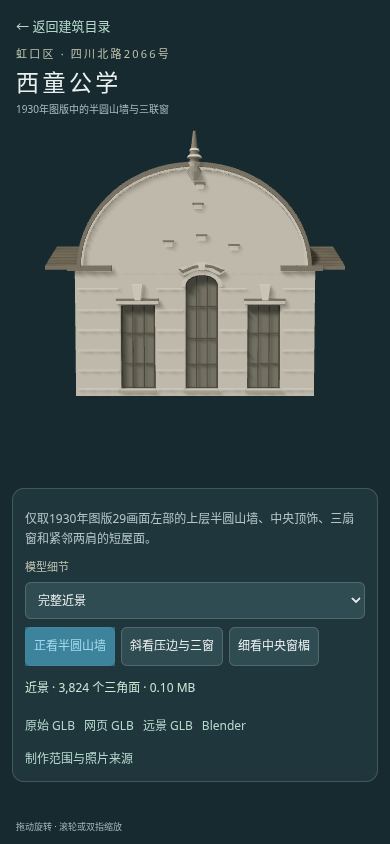 ← 返回建筑目录
虹口区 · 四川北路2066号
西童公学
1930年图版中的半圆山墙与三联窗
仅取1930年图版29画面左部的上层半圆山墙、中央顶饰、三扇
窗和紧邻两肩的短屋面。
模型细节
完整近景
正看半圆山墙 斜看压边与三窗 细看中央窗楣
近景 · 3,824 个三角面 · 0.10 MB
原始 GLB 网页 GLB 远景 GLB Blender
制作范围与照片来源
拖动旋转 · 滚轮或双指缩放